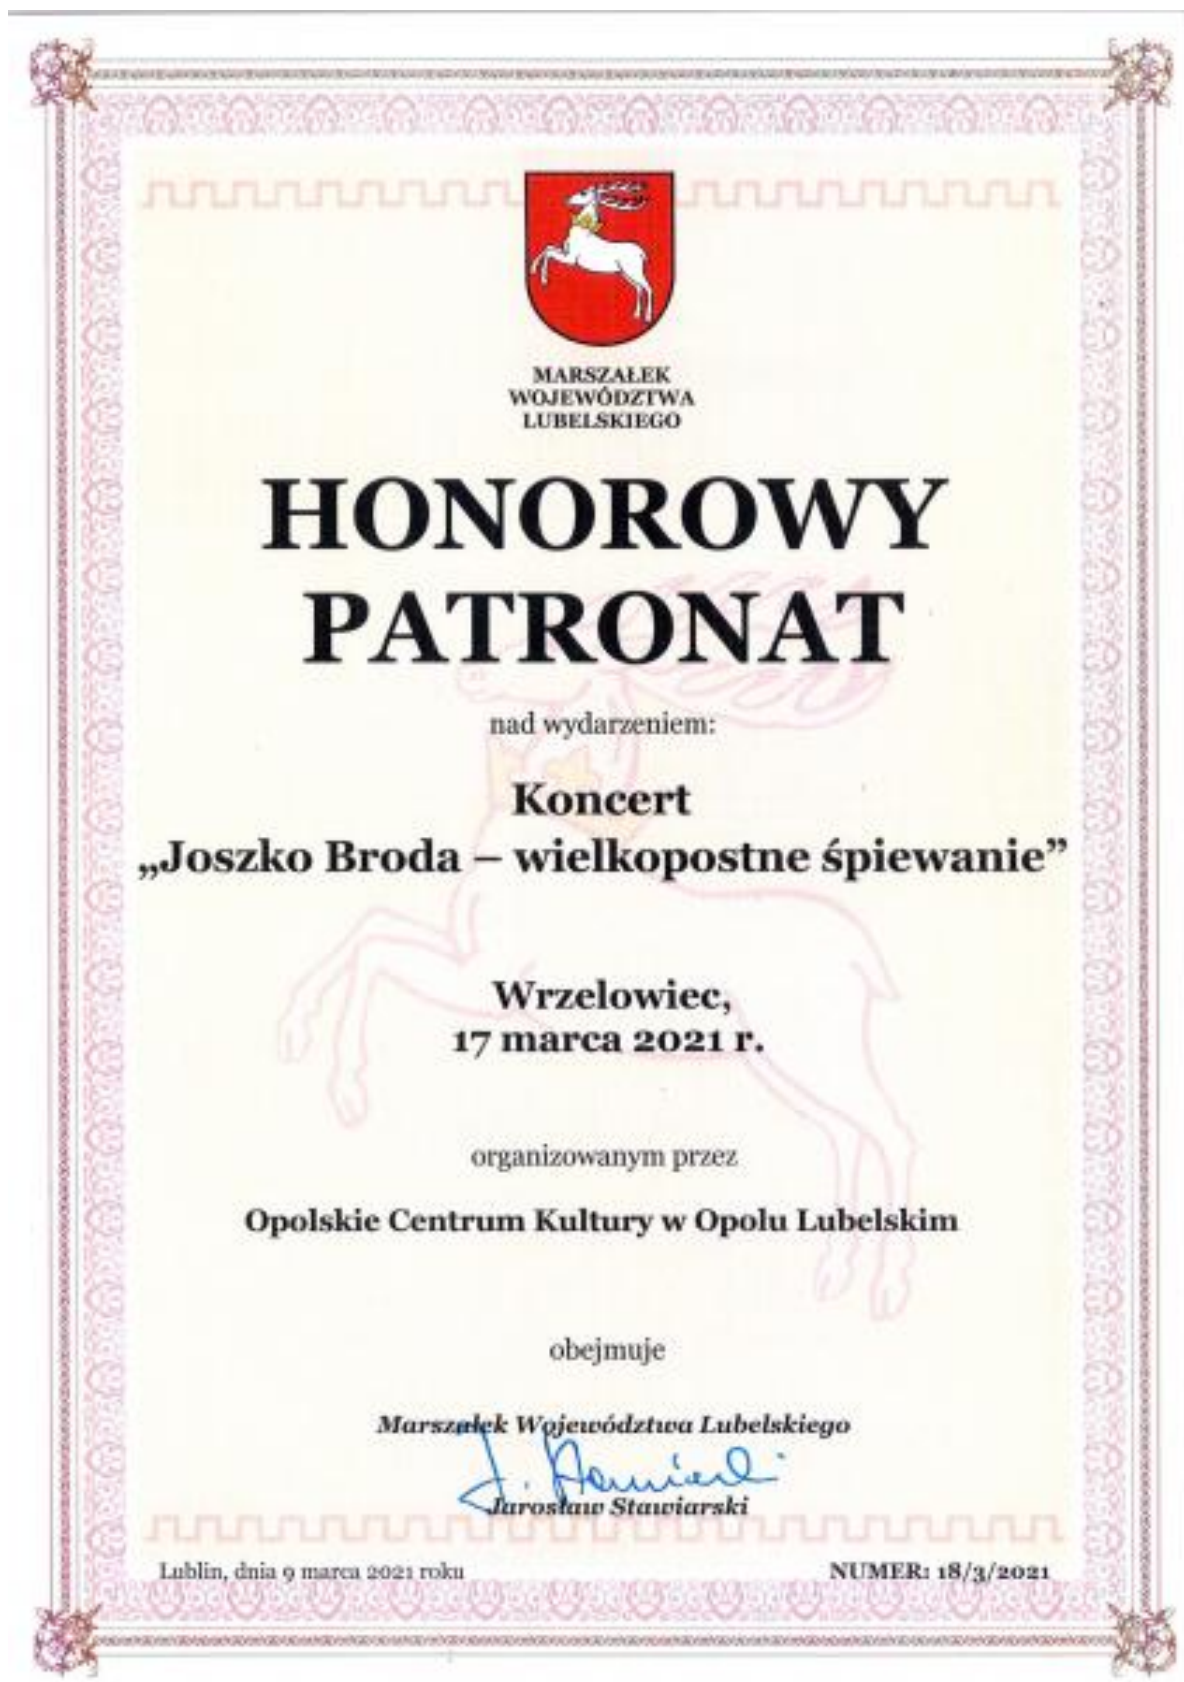 MARSZAŁEK
WOJEWÓDZTWA
LUBELSKIEGO
HONOROWY
PATRONAT
nad wydarzeniem:
Koncert
„Joszko Broda – wielkopostne śpiewanie”
Wrzelowiec,
17 marca 2021 r.
organizowanym przez
Opolskie Centrum Kultury w Opolu Lubelskim
obejmuje
Marszałek Województwa Lubelskiego
J. Stawiarski
Jarosław Stawiarski
Lublin, dnia 9 marca 2021 roku
NUMER: 18/3/2021